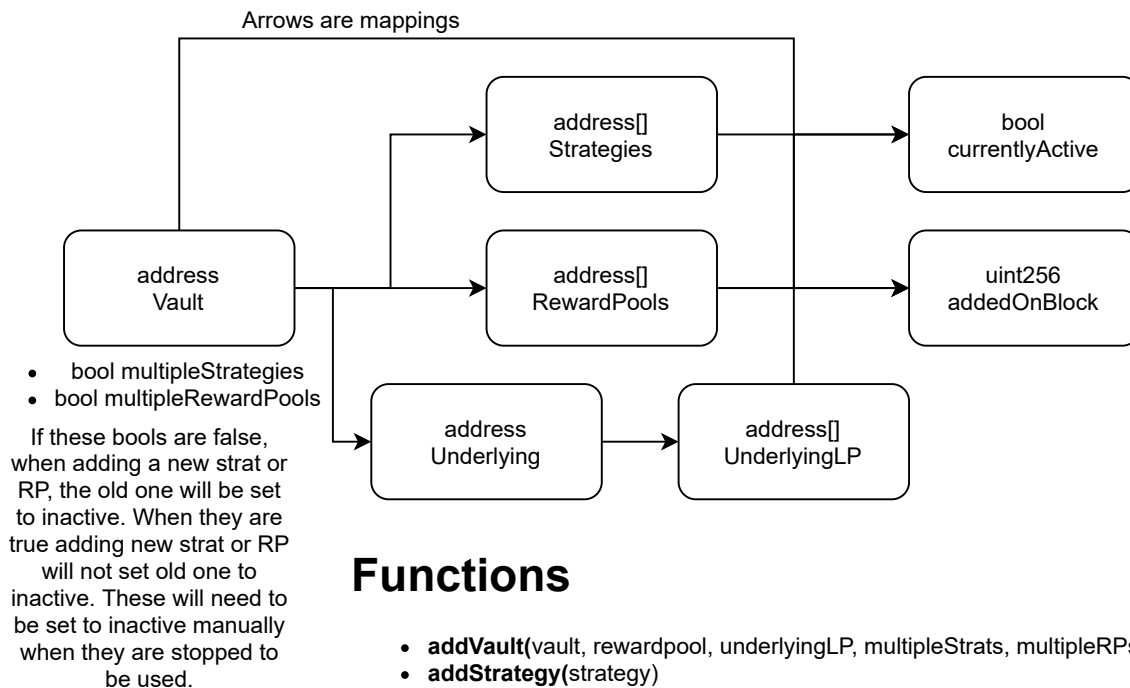 Arrows are mappings
address[]
Strategies
bool
currentlyActive
address
Vault
address[]
RewardPools
uint256
addedOnBlock
• bool multipleStrategies
• bool multipleRewardPools
address
Underlying
address[]
UnderlyingLP
If these bools are false,
when adding a new strat or
RP, the old one will be set
to inactive. When they are
true adding new strat or RP
will not set old one to
inactive. These will need to
be set to inactive manually
when they are stopped to
be used.
Functions
• addVault(vault, rewardpool, underlyingLP, multipleStrats, multipleRPs
• addStrategy(strategy)